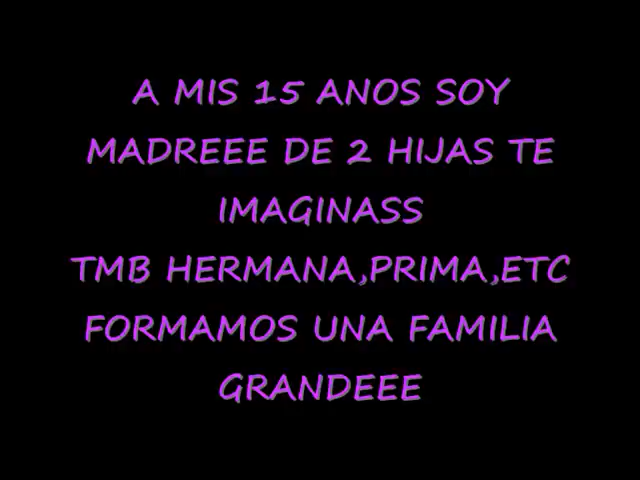 A MIS 15 ANOS SOY
MADREEE DE 2 HIJAS TE
IMAGINASS
TMB HERMANA,PRIMA,ETC
FORMAMOS UNA FAMILIA
GRANDEEE